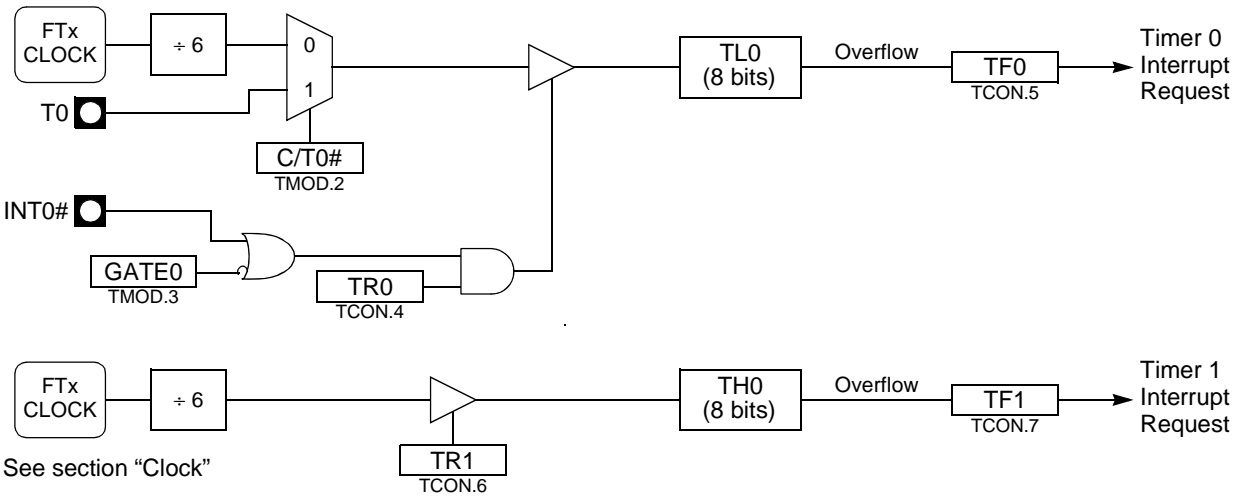 FTx
CLOCK
÷ 6
0
1
T0
C/T0#
TMOD.2
TL0
(8 bits)
Overflow
TF0
TCON.5
Timer 0
Interrupt
Request
INT0#
GATE0
TMOD.3
TR0
TCON.4
FTx
CLOCK
÷ 6
TR1
TCON.6
TH0
(8 bits)
Overflow
TF1
TCON.7
Timer 1
Interrupt
Request
See section “Clock”